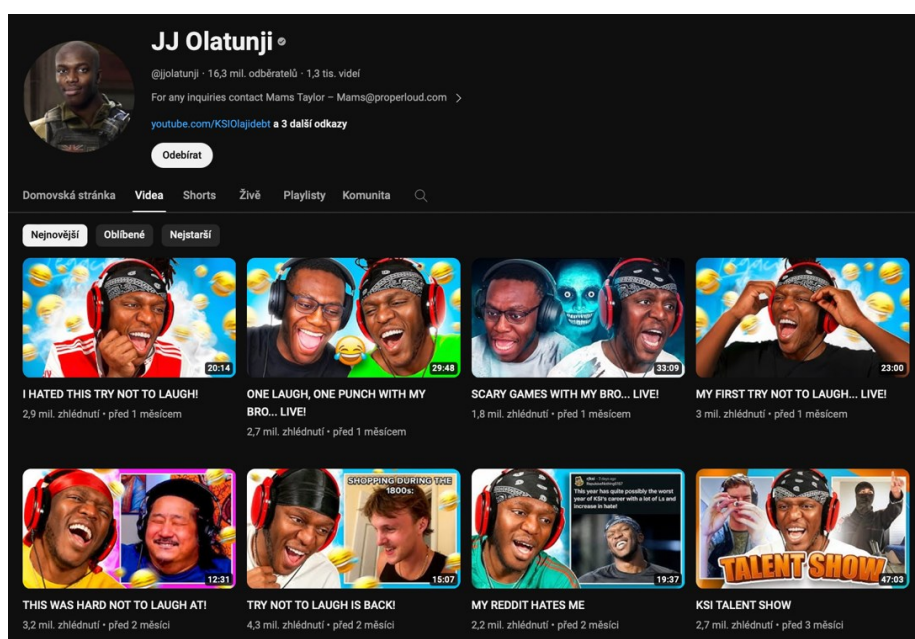 JJ Olatunji
@jjolatunji · 16,3 mil. odběratelů · 1,3 tis. videí
For any inquiries contact Mams Taylor – Mams@properloud.com >
youtube.com/KSIOlajidebt a 3 další odkazy
Odebírat
Domovská stránka Videa Shorts Živě Playlisty Komunita
Nejnovější Oblíbené Nejstarší
20:14 29:48 33:09 23:00
I HATED THIS TRY NOT TO LAUGH! ONE LAUGH, ONE PUNCH WITH MY SCARY GAMES WITH MY BRO... LIVE! MY FIRST TRY NOT TO LAUGH... LIVE!
BRO... LIVE!
2,9 mil. zhlédnutí • před 1 měsícem 1,8 mil. zhlédnutí • před 1 měsícem 3 mil. zhlédnutí • před 1 měsícem
2,7 mil. zhlédnutí • před 1 měsícem
SHOPPING DURING THE
1800s:
This year has quite possibly the worst
year of KSI's career with a lot of Ls and
increase in hate!
TALENT SHOW
12:31 15:07 19:37 47:03
THIS WAS HARD NOT TO LAUGH AT! TRY NOT TO LAUGH IS BACK! MY REDDIT HATES ME KSI TALENT SHOW
3,2 mil. zhlédnutí • před 2 měsíci 4,3 mil. zhlédnutí • před 2 měsíci 2,2 mil. zhlédnutí • před 2 měsíci 2,7 mil. zhlédnutí • před 3 měsíci